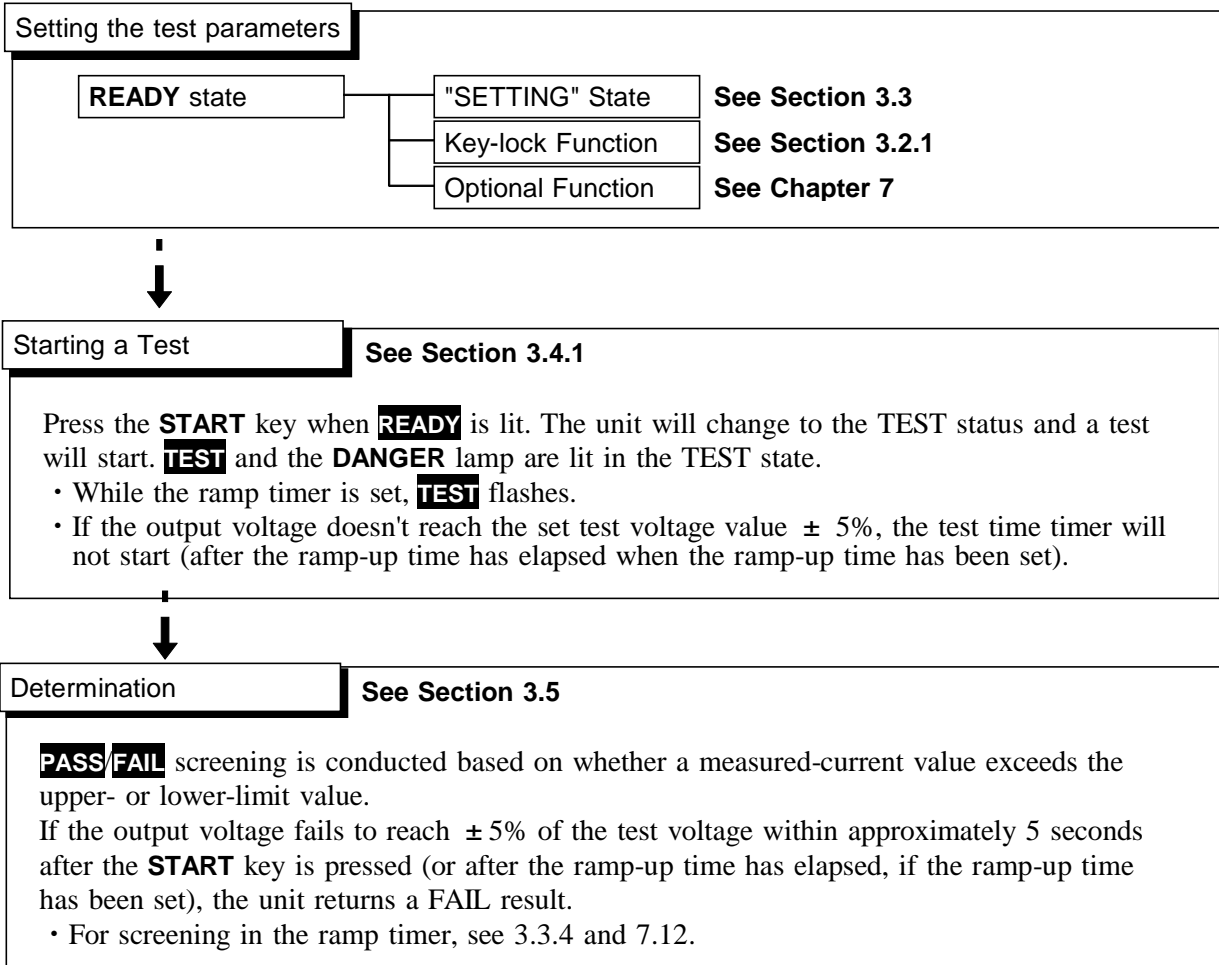 Setting the test parameters
READY state
"SETTING" State See Section 3.3
Key-lock Function See Section 3.2.1
Optional Function See Chapter 7
Starting a Test See Section 3.4.1
Press the START key when READY is lit. The unit will change to the TEST status and a test
will start. TEST and the DANGER lamp are lit in the TEST state.
・While the ramp timer is set, TEST flashes.
・If the output voltage doesn't reach the set test voltage value ± 5%, the test time timer will
not start (after the ramp-up time has elapsed when the ramp-up time has been set).
Determination See Section 3.5
PASS/FAIL screening is conducted based on whether a measured-current value exceeds the
upper- or lower-limit value.
If the output voltage fails to reach ±5% of the test voltage within approximately 5 seconds
after the START key is pressed (or after the ramp-up time has elapsed, if the ramp-up time
has been set), the unit returns a FAIL result.
・For screening in the ramp timer, see 3.3.4 and 7.12.